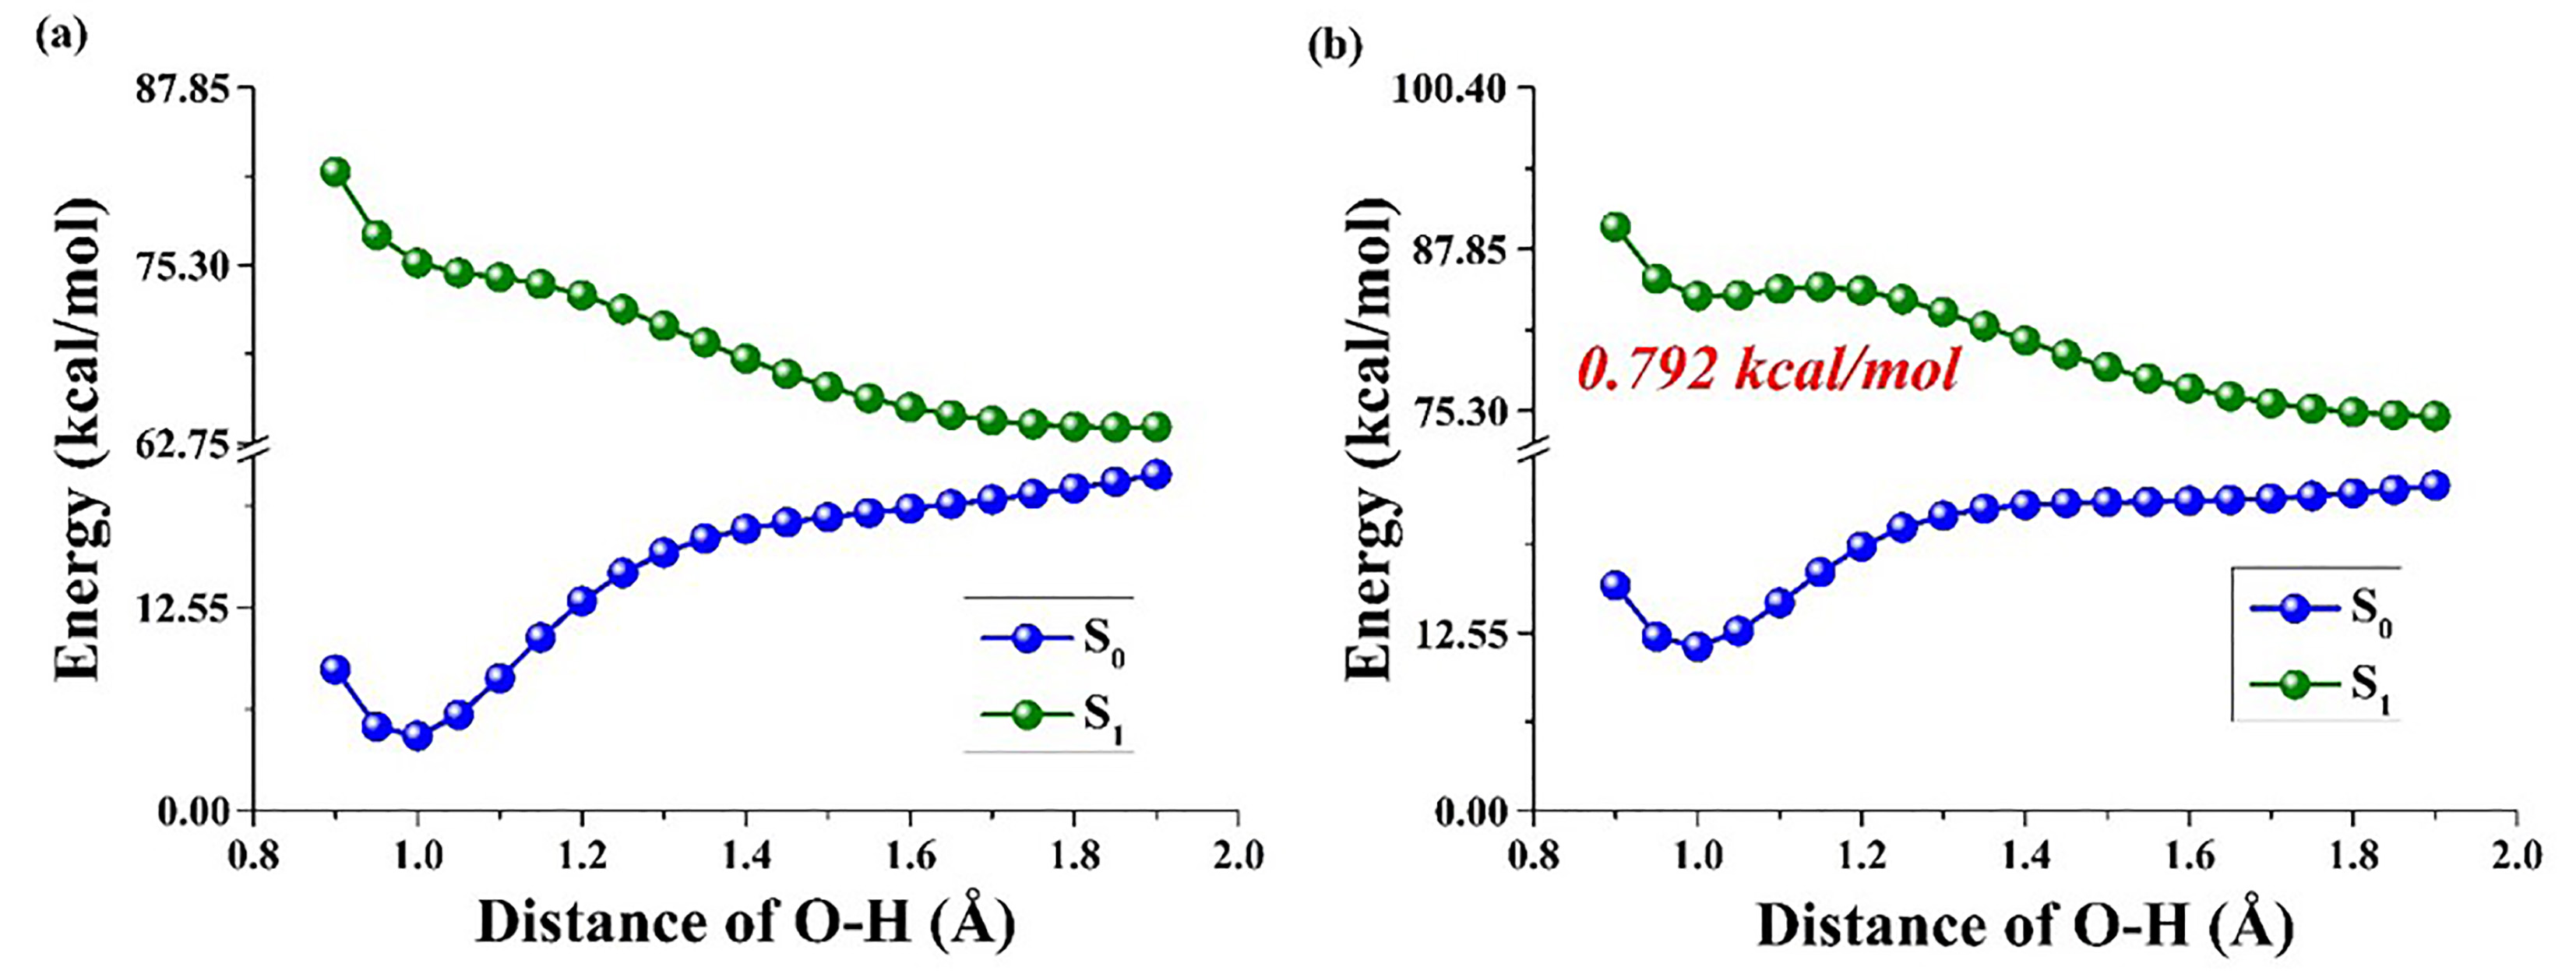 (a)
87.85
75.30
62.75
12.55
0.00
Energy (kcal/mol)
S0
S1
0.8 1.0 1.2 1.4 1.6 1.8 2.0
Distance of O-H (Å)
(b)
100.40
87.85
75.30
12.55
0.00
Energy (kcal/mol)
0.792 kcal/mol
S0
S1
0.8 1.0 1.2 1.4 1.6 1.8 2.0
Distance of O-H (Å)